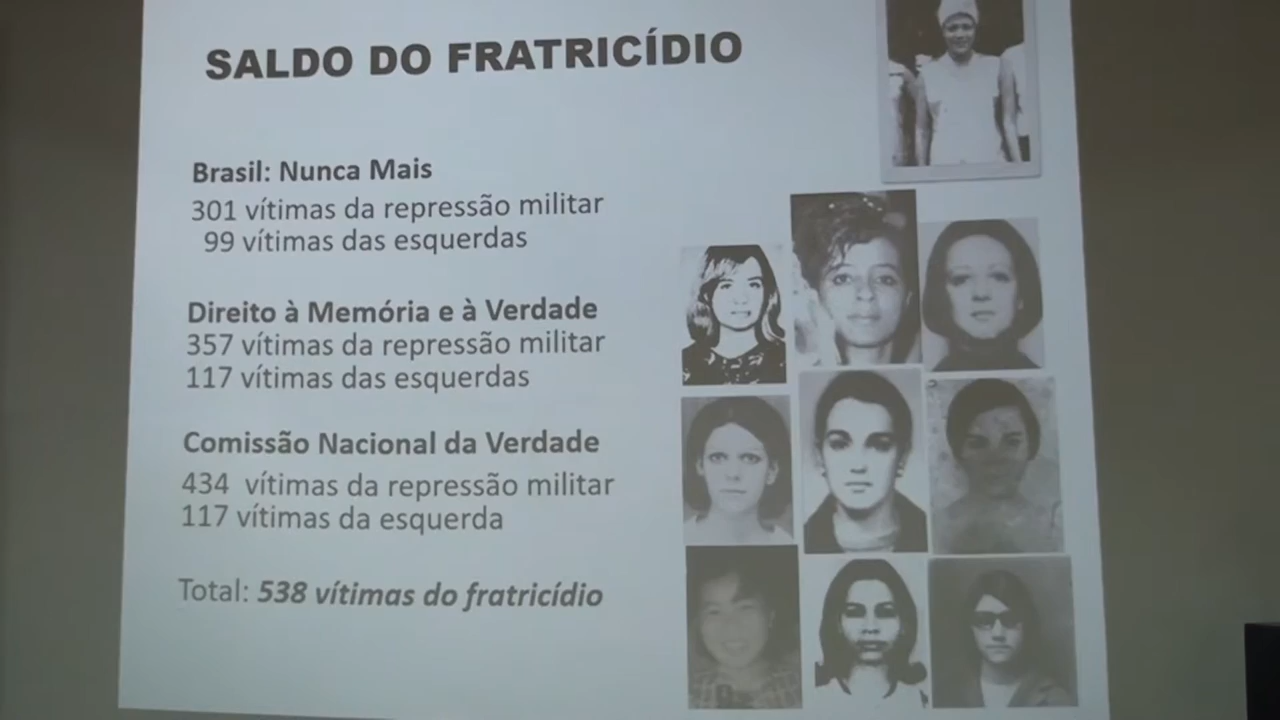 SALDO DO FRATRICÍDIO
Brasil: Nunca Mais
301 vítimas da repressão militar
99 vítimas das esquerdas
Direito à Memória e à Verdade
357 vítimas da repressão militar
117 vítimas das esquerdas
Comissão Nacional da Verdade
434 vítimas da repressão militar
117 vítimas da esquerda
Total: 538 vítimas do fratricídio